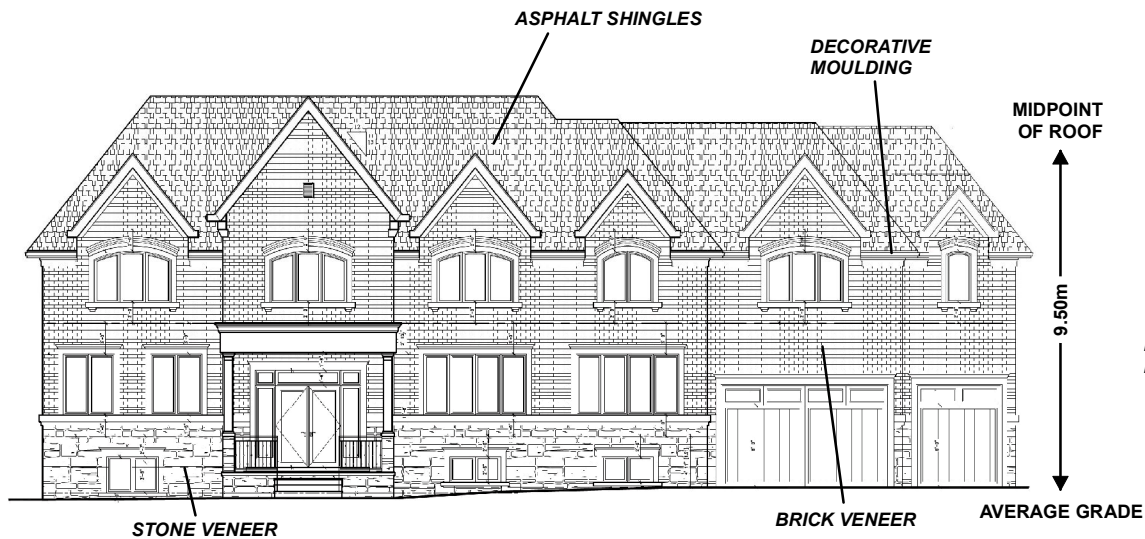 ASPHALT SHINGLES
DECORATIVE
MOULDING
MIDPOINT
OF ROOF
9.50m
STONE VENEER
BRICK VENEER
AVERAGE GRADE